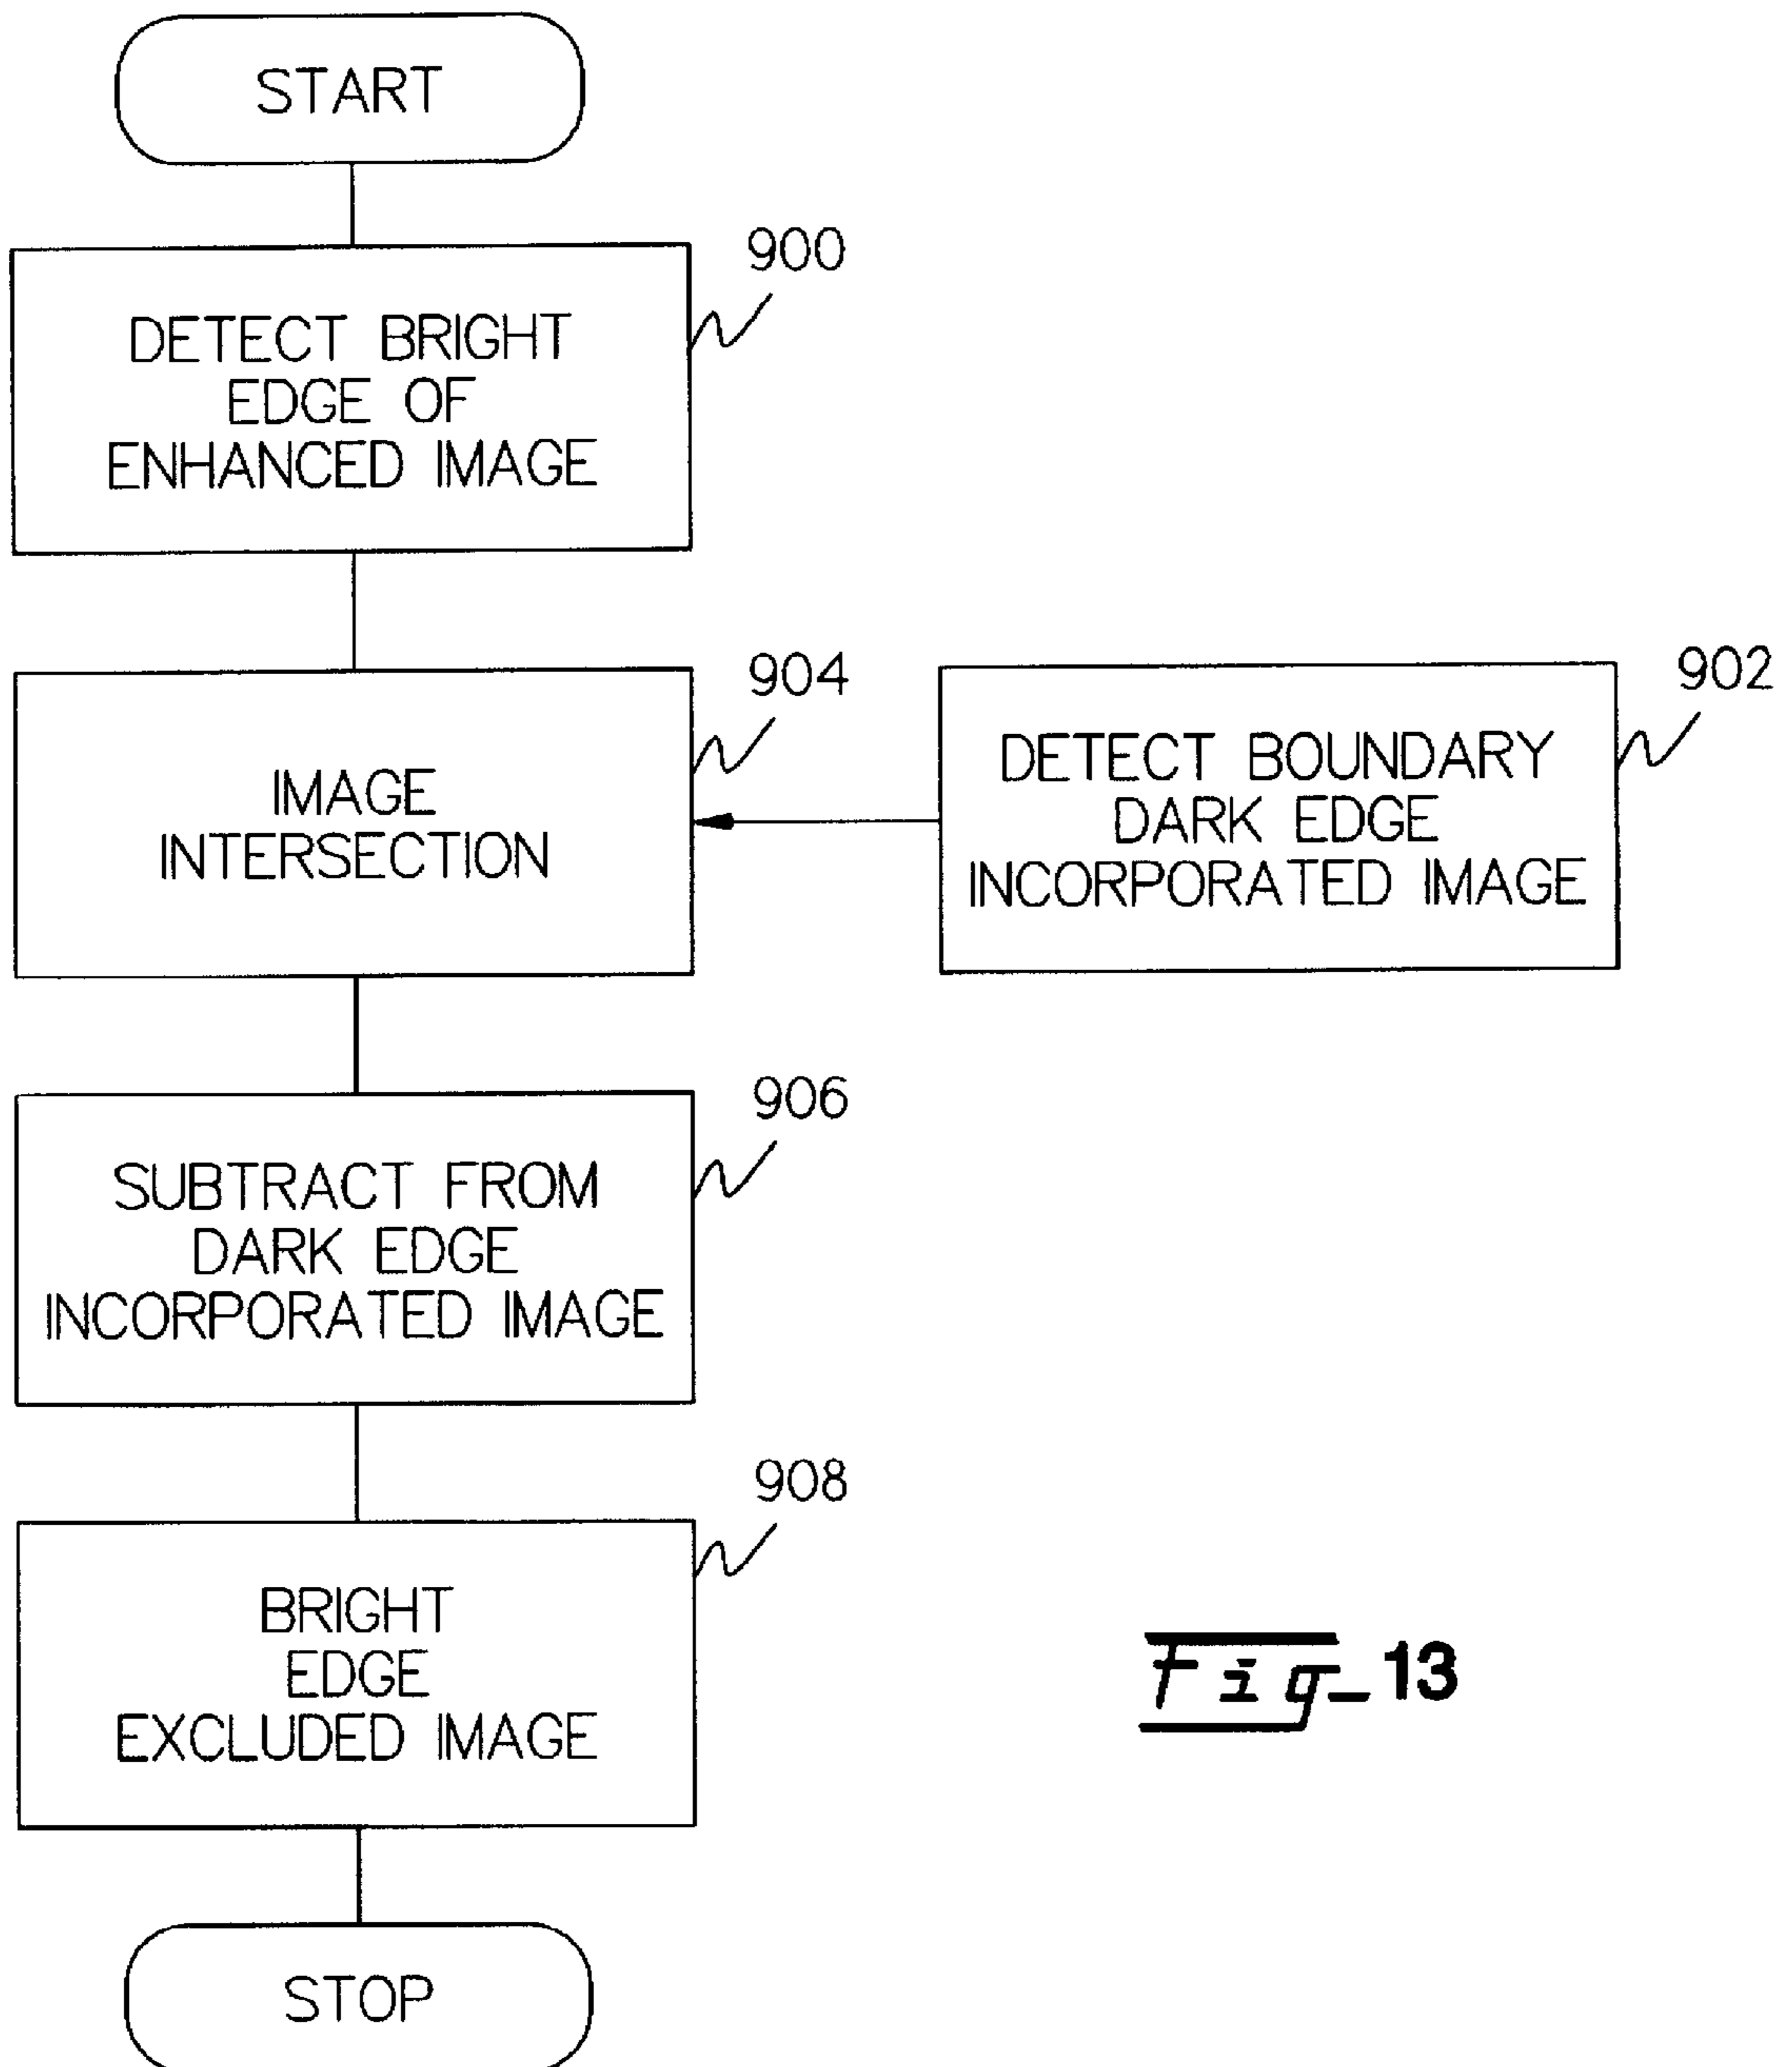 START
900
DETECT BRIGHT
EDGE OF
ENHANCED IMAGE
904
IMAGE
INTERSECTION
902
DETECT BOUNDARY
DARK EDGE
INCORPORATED IMAGE
906
SUBTRACT FROM
DARK EDGE
INCORPORATED IMAGE
908
BRIGHT
EDGE
EXCLUDED IMAGE
STOP
Fig_13